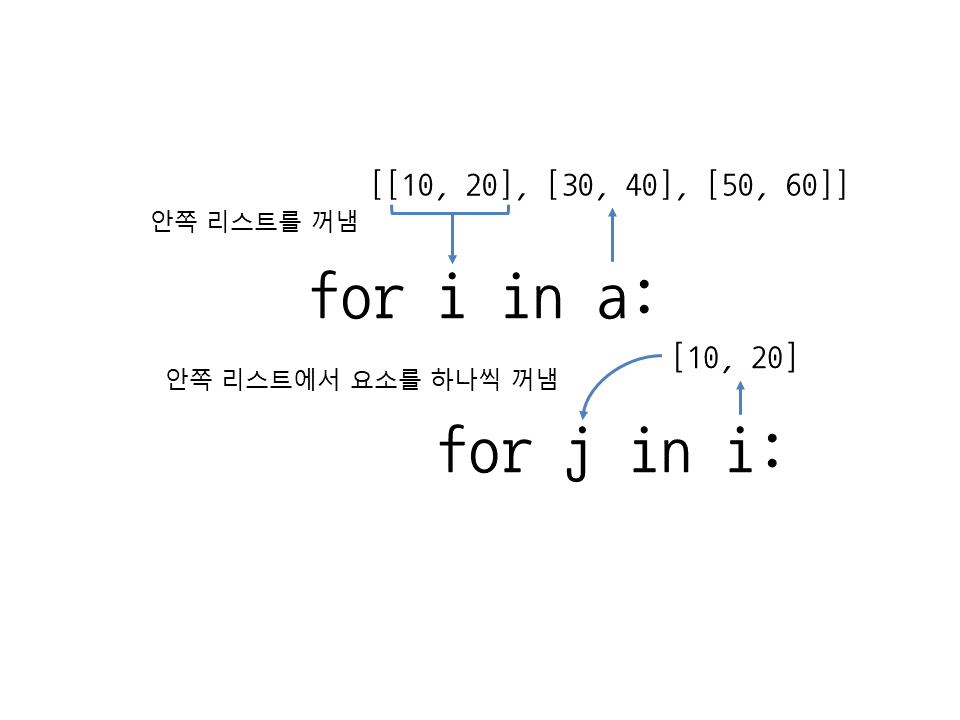 [[10, 20], [30, 40], [50, 60]]
안쪽 리스트를 꺼냄
for i in a:
[10, 20]
안쪽 리스트에서 요소를 하나씩 꺼냄
for j in i: